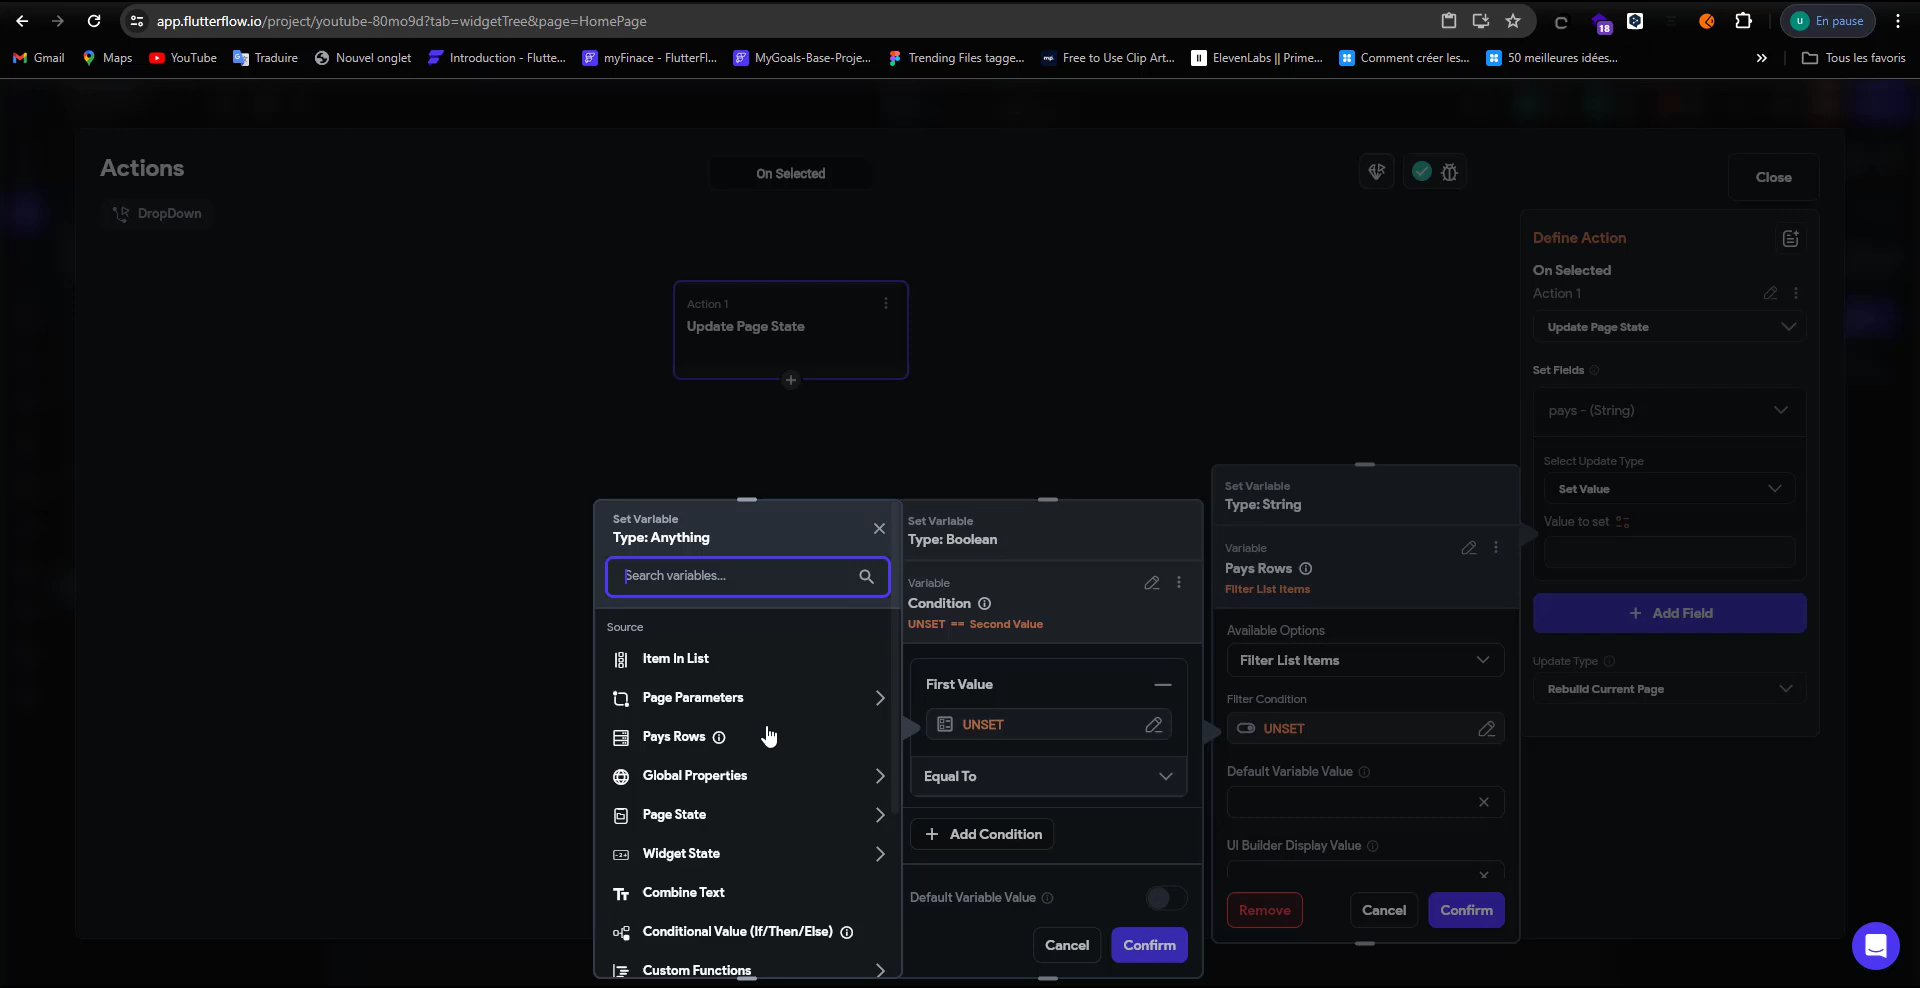 app.flutterflow.io/project/youtube-80mo9d?tab=widgetTree&page=HomePage
18
u
En pause
Gmail
Maps
YouTube
Traduire
Nouvel onglet
Introduction - Flutte...
myFinace - FlutterFl...
MyGoals-Base-Proje...
Trending Files tagge...
Free to Use Clip Art...
ElevenLabs || Prime...
Comment créer les...
50 meilleures idées...
»
Tous les favoris
Actions
On Selected
Close
DropDown
Define Action
On Selected
Action 1
Update Page State
Set Fields
pays - (String)
Select Update Type
Set Value
Value to set
+ Add Field
Update Type
Rebuild Current Page
Action 1
Update Page State
Set Variable
Type: Anything
Search variables...
Source
Item In List
Page Parameters
Pays Rows
Global Properties
Page State
Widget State
Combine Text
Conditional Value (If/Then/Else)
Custom Functions
Set Variable
Type: Boolean
Variable
Condition
UNSET == Second Value
First Value
UNSET
Equal To
+ Add Condition
Default Variable Value
Cancel
Confirm
Set Variable
Type: String
Variable
Pays Rows
Filter List Items
Available Options
Filter List Items
Filter Condition
UNSET
Default Variable Value
UI Builder Display Value
Remove
Cancel
Confirm